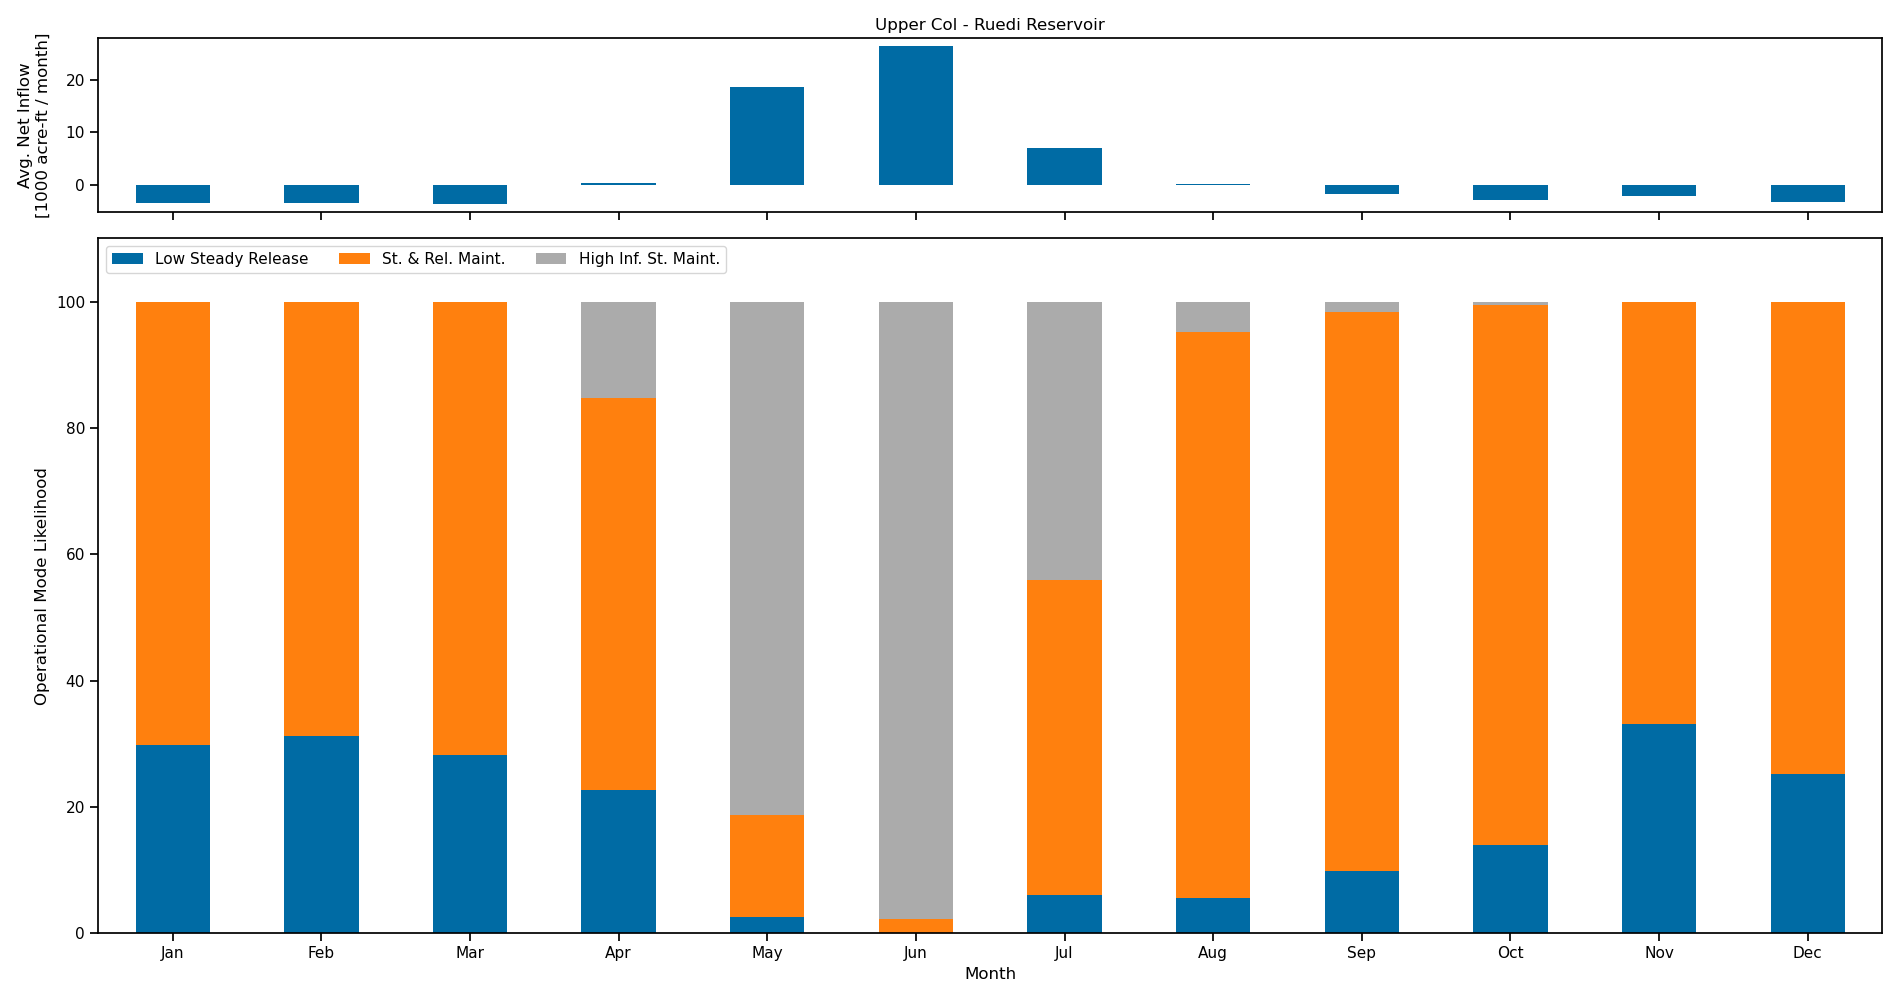 Upper Col - Ruedi Reservoir
Avg. Net Inflow
[1000 acre-ft / month]
20
10
0
Low Steady Release St. & Rel. Maint. High Inf. St. Maint.
Operational Mode Likelihood
100
80
60
40
20
0
Jan Feb Mar Apr May Jun Jul Aug Sep Oct Nov Dec
Month